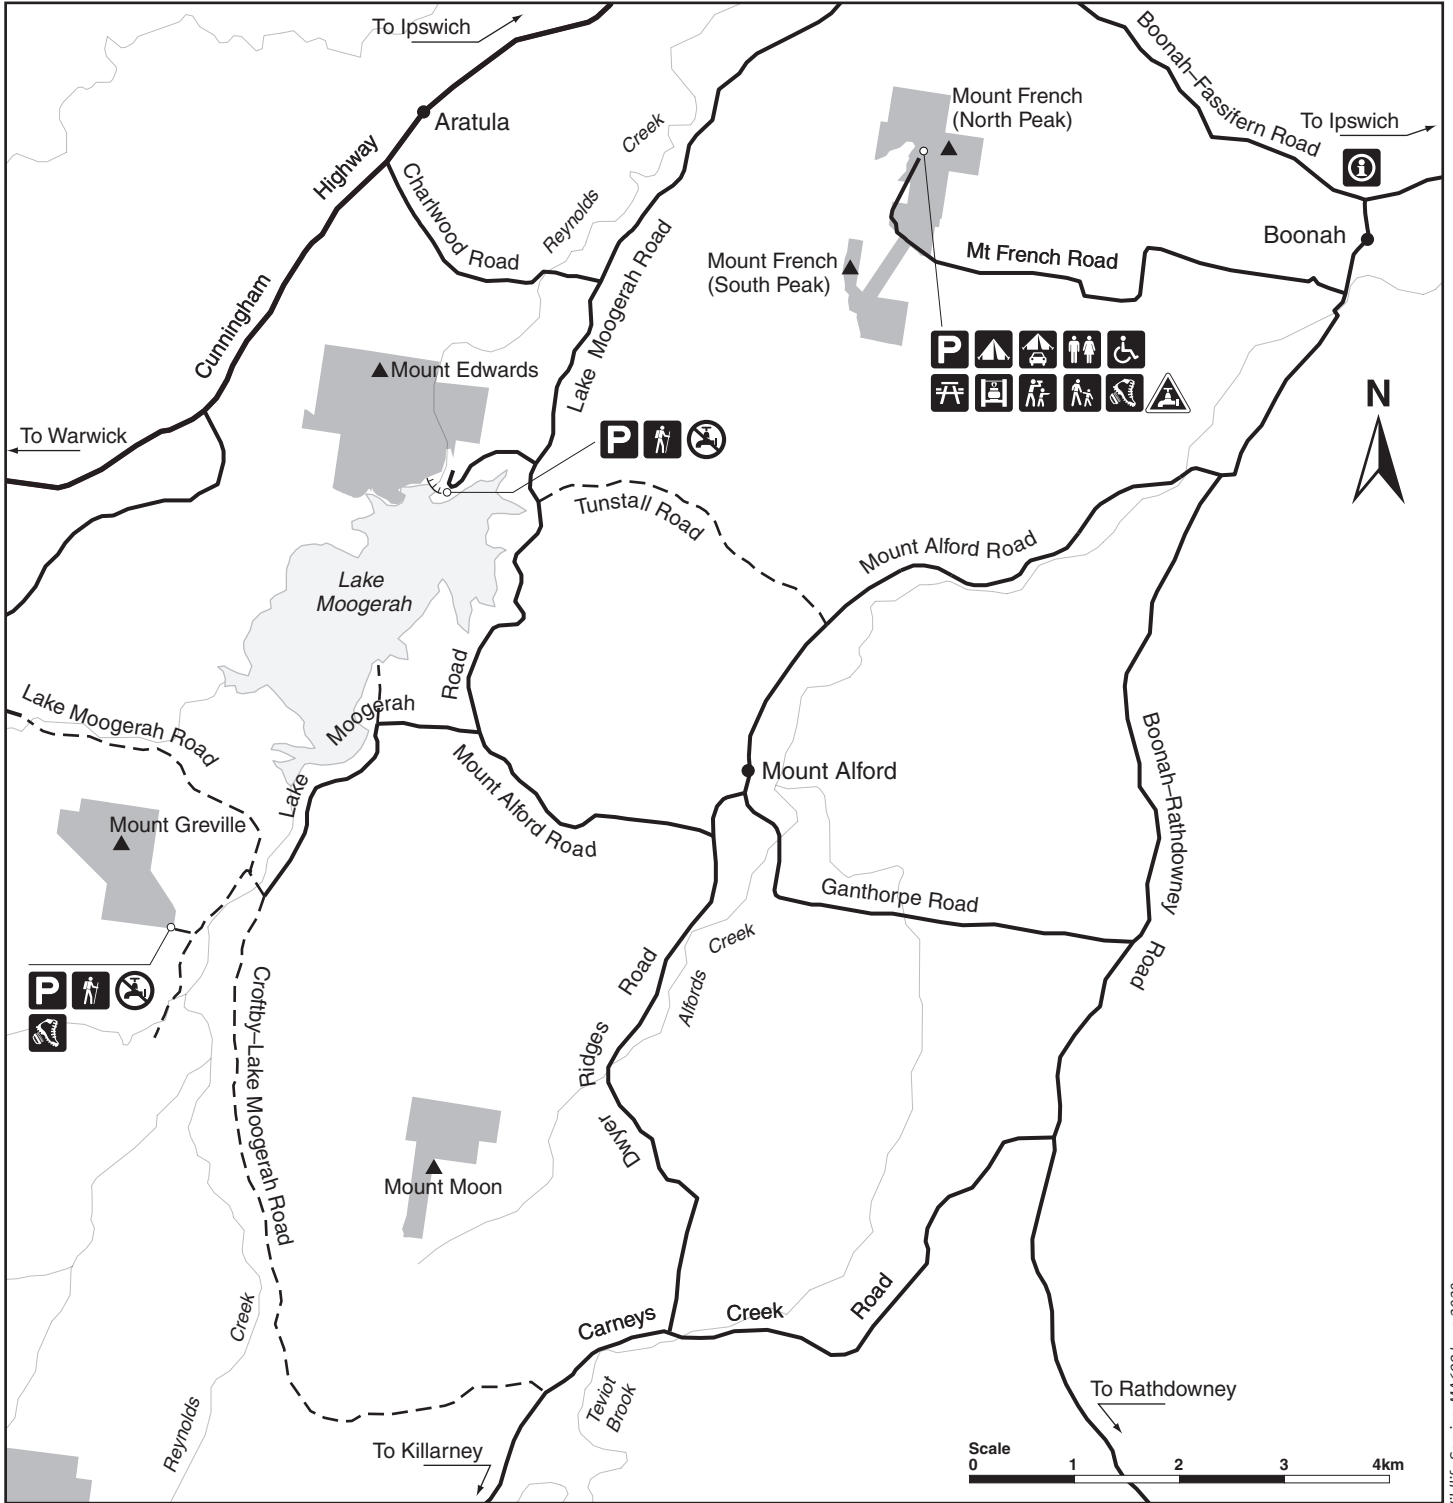 To Ipswich
Aratula
Highway
Cunningham
Charlwood Road
Reynolds
Creek
Lake Moogerah Road
Mount French
(North Peak)
Boonah–Fassifern Road
To Ipswich
i
Boonah
Mount French
(South Peak)
Mt French Road
P
Mount Edwards
To Warwick
P
N
Tunstall Road
Mount Alford Road
Lake
Moogerah
Road
Moogerah
Lake
Lake Moogerah Road
Mount Alford Road
Mount Alford
Boonah–Rathdowney
Road
Mount Greville
Ganthorpe Road
P
Croftby–Lake Moogerah Road
Road
Ridges
Dwyer
Creek
Alfords
Mount Moon
Carneys
Creek
Road
Creek
Reynolds
Teviot
Brook
To Killarney
To Rathdowney
Scale
0 1 2 3 4km